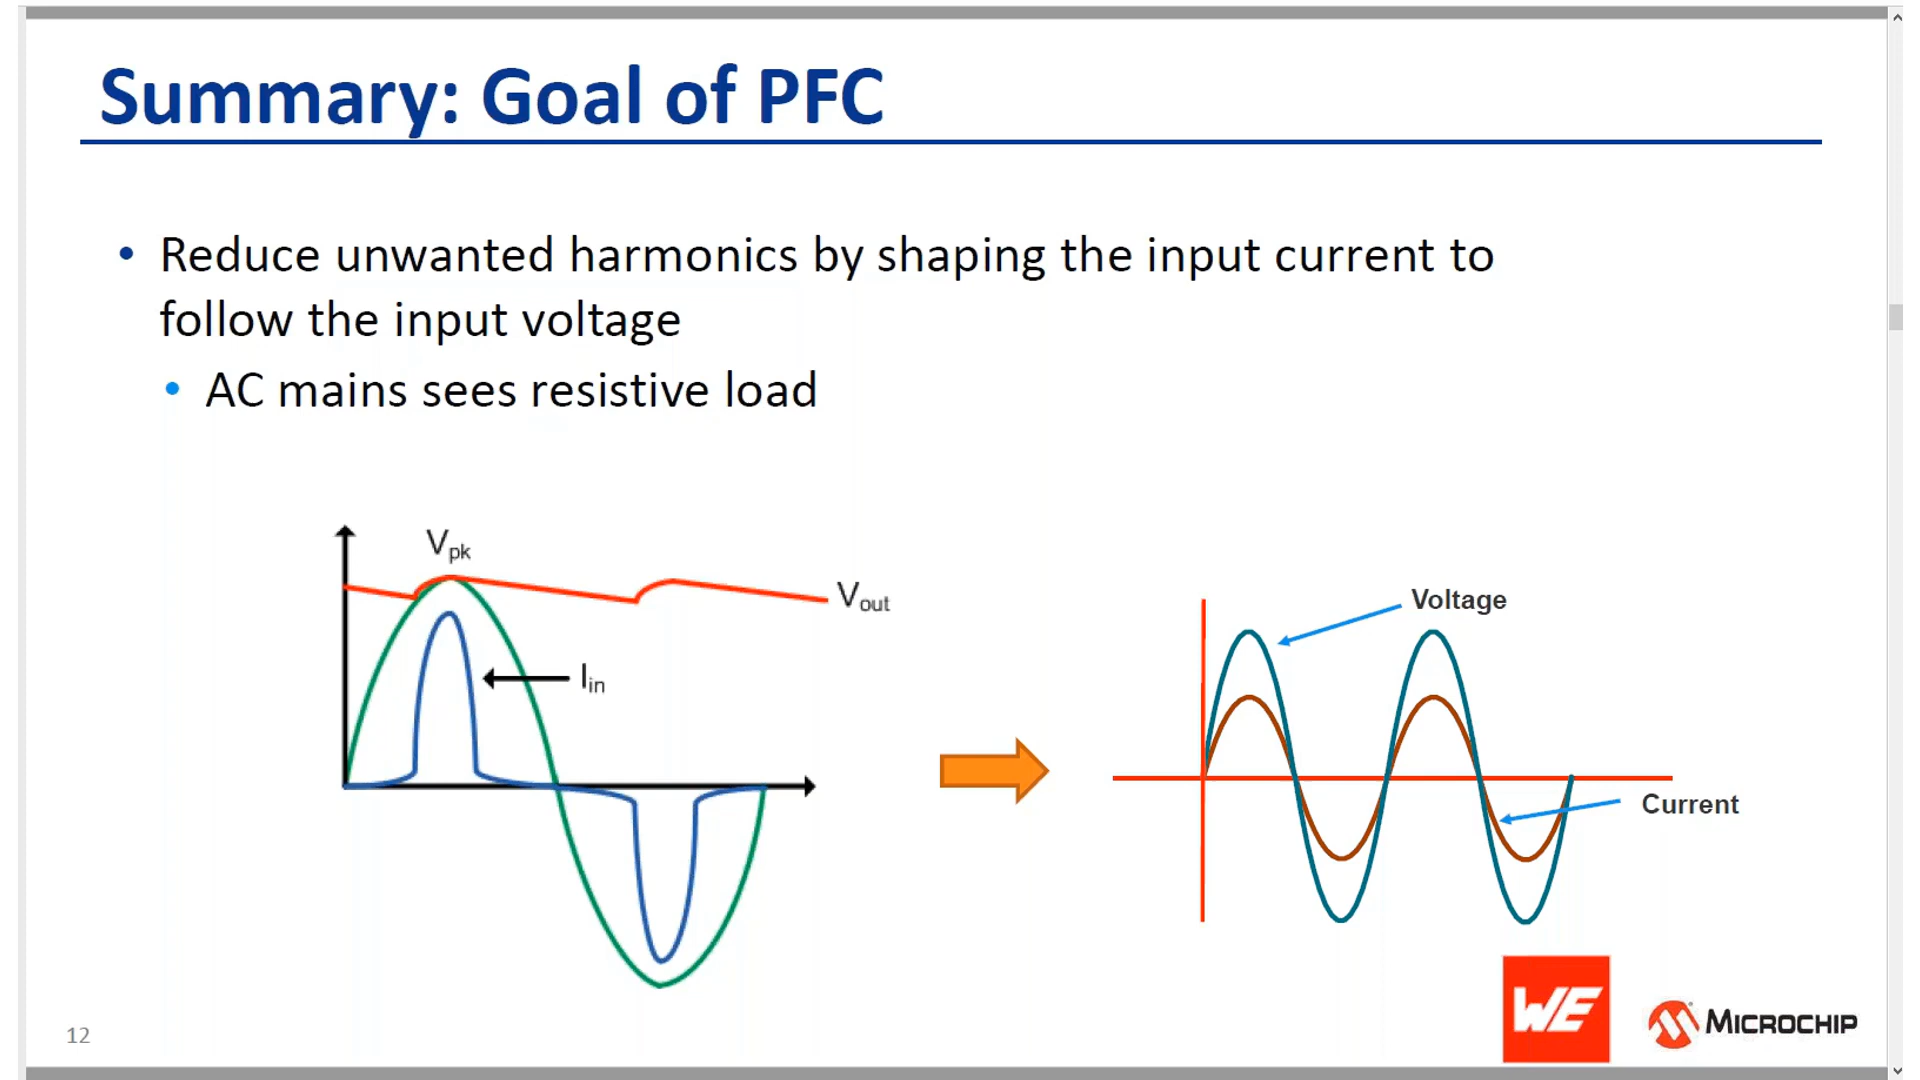 Summary: Goal of PFC
• Reduce unwanted harmonics by shaping the input current to
follow the input voltage
• AC mains sees resistive load
Vpk
Vout
Iin
Voltage
Current
12
WE
MICROCHIP